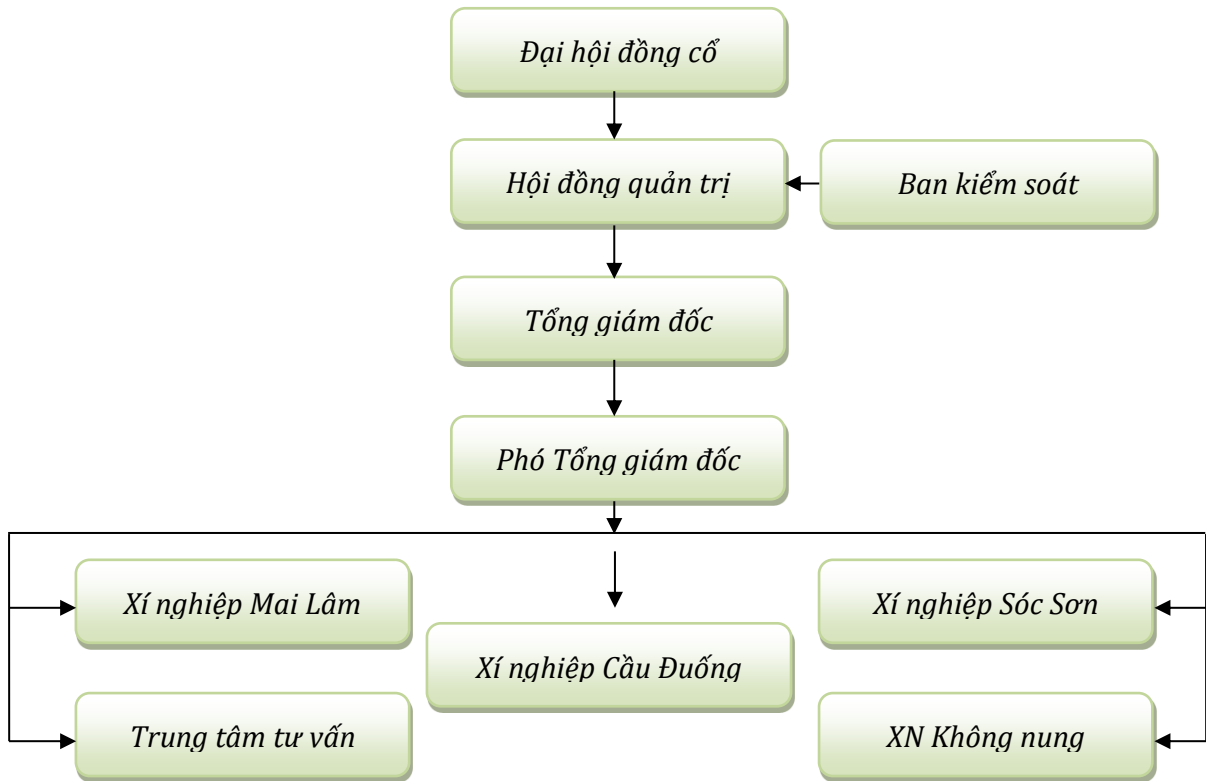 Đại hội đồng cổ
Hội đồng quản trị
Ban kiểm soát
Tổng giám đốc
Phó Tổng giám đốc
Xí nghiệp Mai Lâm
Xí nghiệp Sóc Sơn
Xí nghiệp Cầu Đuống
Trung tâm tư vấn
XN Không nung